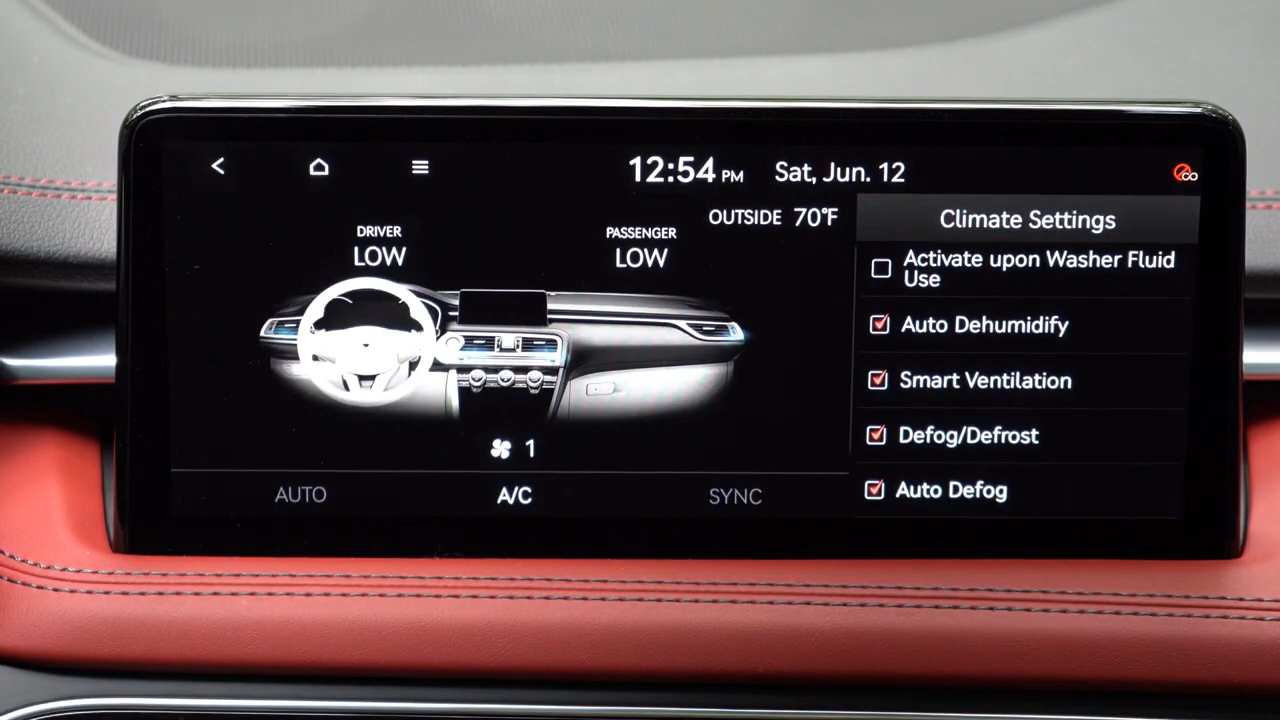 12:54 PM Sat, Jun. 12
OUTSIDE 70°F
DRIVER
LOW
PASSENGER
LOW
1
AUTO A/C SYNC
Climate Settings
Activate upon Washer Fluid
Use
Auto Dehumidify
Smart Ventilation
Defog/Defrost
Auto Defog